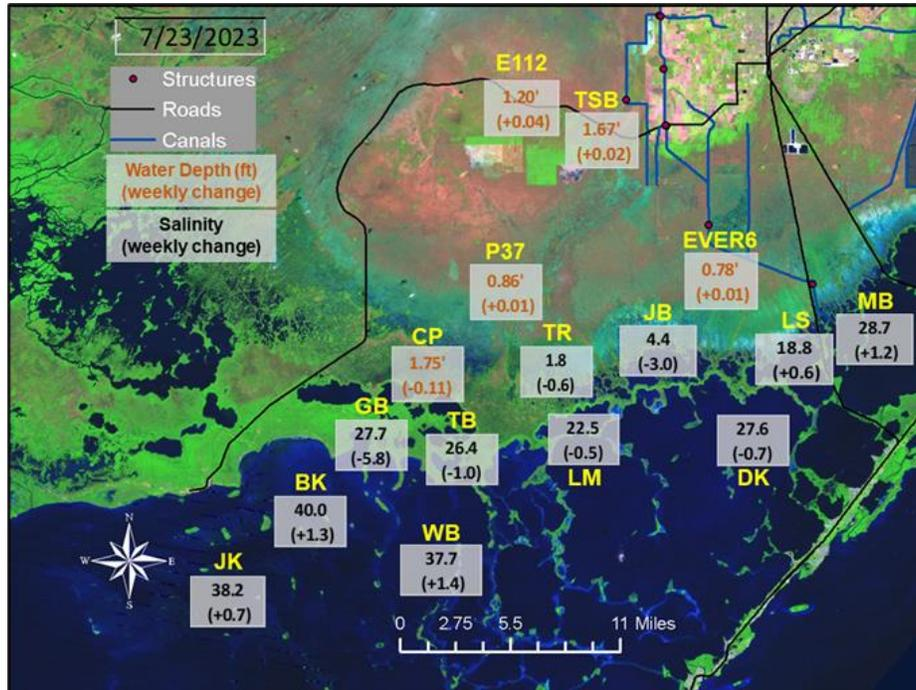 7/23/2023
Structures
Roads
Canals
Water Depth (ft)
(weekly change)
Salinity
(weekly change)
E112
1.20'
(+0.04)
TSB
1.67'
(+0.02)
P37
0.86'
(+0.01)
EVER6
0.78'
(+0.01)
CP
1.75'
(-0.11)
TR
1.8
(-0.6)
JB
4.4
(-3.0)
LS
18.8
(+0.6)
MB
28.7
(+1.2)
GB
27.7
(-5.8)
TB
26.4
(-1.0)
22.5
(-0.5)
LM
27.6
(-0.7)
DK
BK
40.0
(+1.3)
WB
37.7
(+1.4)
JK
38.2
(+0.7)
N
W E
S
0 2.75 5.5 11 Miles